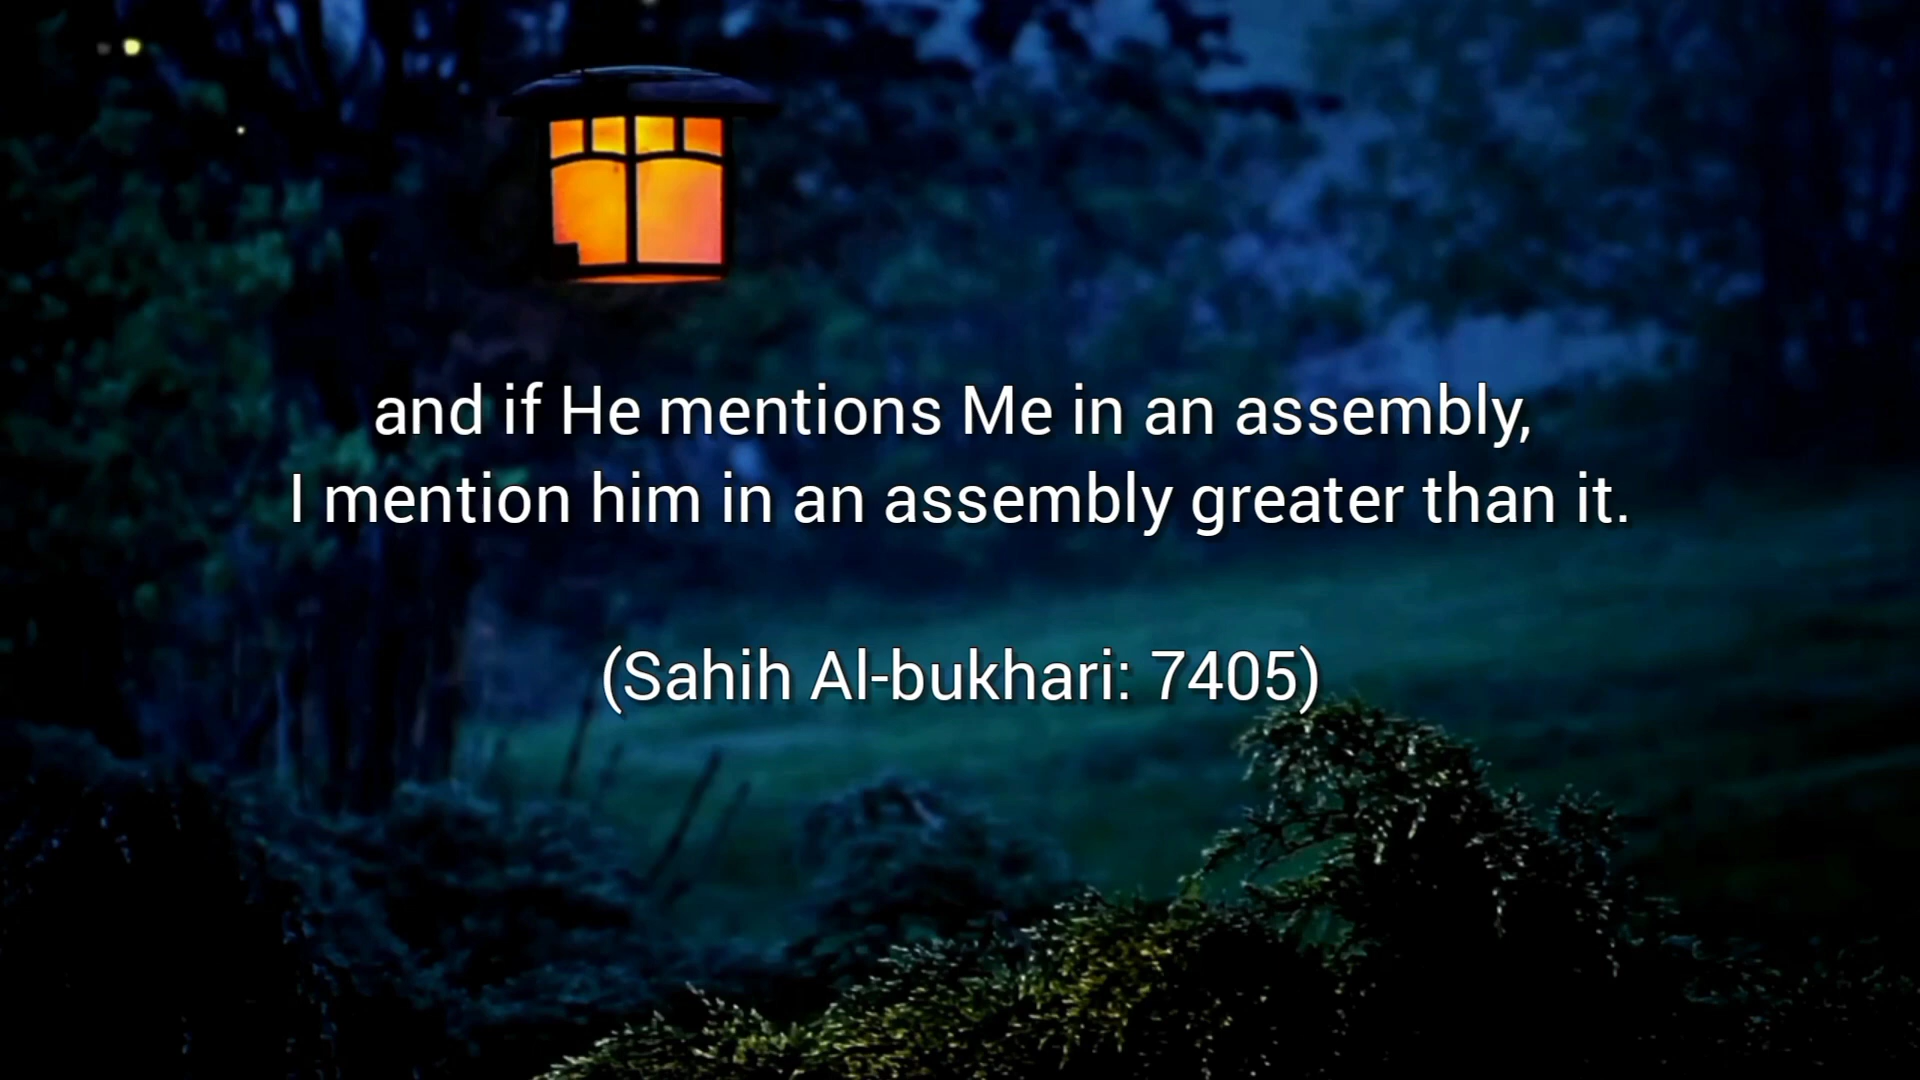 and if He mentions Me in an assembly,
I mention him in an assembly greater than it.
(Sahih Al-bukhari: 7405)